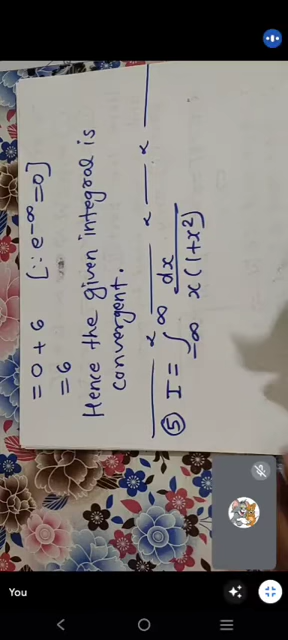 = 0 + 6 [∵ e^-∞ = 0]
= 6
Hence the given integral is
convergent.
⑤ I = ∫_{-∞}^{∞} dx / x(1+x²)
You